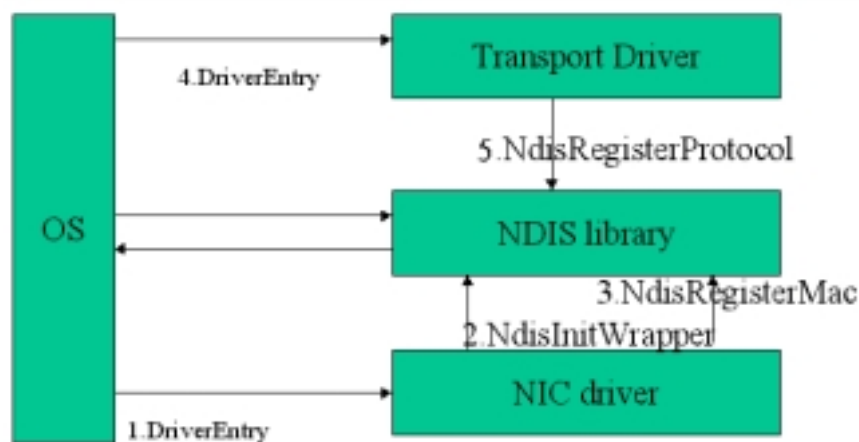 Transport Driver
4.DriverEntry
5.NdisRegisterProtocol
OS
NDIS library
3.NdisRegisterMac
2.NdisInitWrapper
NIC driver
1.DriverEntry